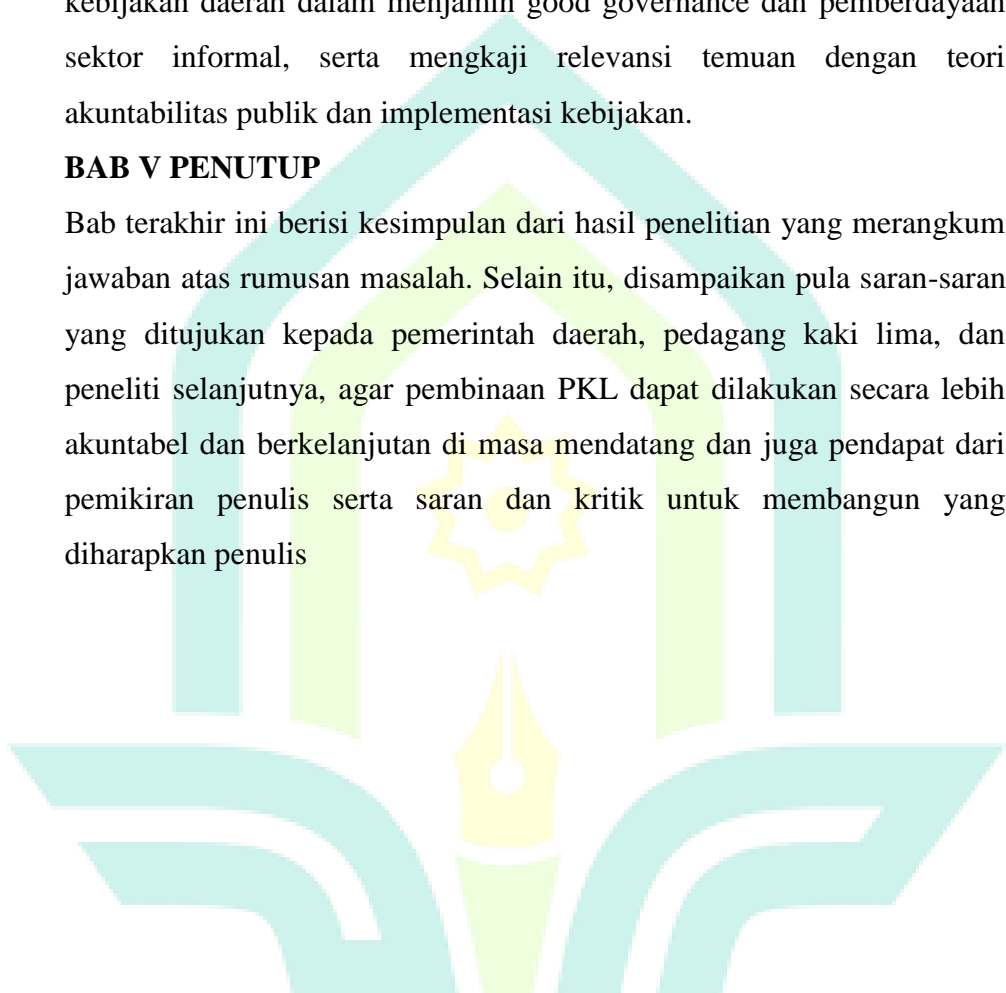 kebijakan daerah dalam menjamin good governance dan pemberdayaan
sektor informal, serta mengkaji relevansi temuan dengan teori
akuntabilitas publik dan implementasi kebijakan.
BAB V PENUTUP
Bab terakhir ini berisi kesimpulan dari hasil penelitian yang merangkum
jawaban atas rumusan masalah. Selain itu, disampaikan pula saran-saran
yang ditujukan kepada pemerintah daerah, pedagang kaki lima, dan
peneliti selanjutnya, agar pembinaan PKL dapat dilakukan secara lebih
akuntabel dan berkelanjutan di masa mendatang dan juga pendapat dari
pemikiran penulis serta saran dan kritik untuk membangun yang
diharapkan penulis